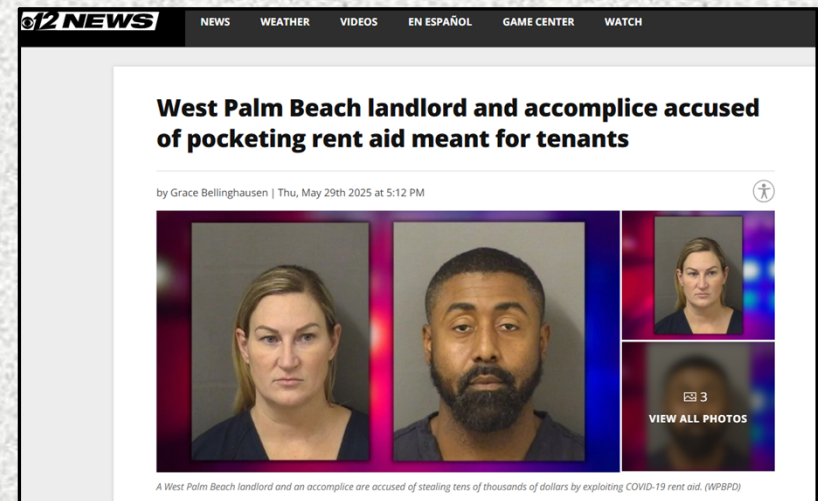 12 NEWS NEWS WEATHER VIDEOS EN ESPAÑOL GAME CENTER WATCH
West Palm Beach landlord and accomplice accused
of pocketing rent aid meant for tenants
by Grace Bellinghausen | Thu, May 29th 2025 at 5:12 PM
3
VIEW ALL PHOTOS
A West Palm Beach landlord and an accomplice are accused of stealing tens of thousands of dollars by exploiting COVID-19 rent aid. (WPBPD)